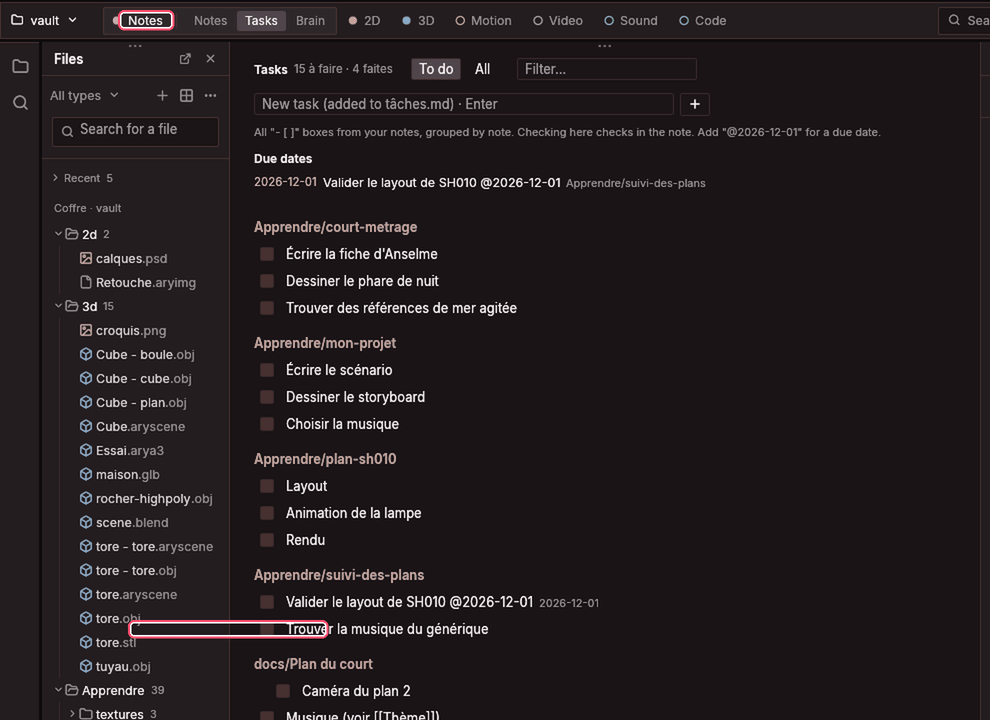 vault
Notes
Notes
Tasks
Brain
2D
3D
Motion
Video
Sound
Code
Sea
Files
All types
Search for a file
Recent 5
Coffre · vault
2d 2
calques.psd
Retouche.aryimg
3d 15
croquis.png
Cube - boule.obj
Cube - cube.obj
Cube - plan.obj
Cube.aryscene
Essai.arya3
maison.glb
rocher-highpoly.obj
scene.blend
tore - tore.aryscene
tore - tore.obj
tore.aryscene
tore.obj
tore.stl
tuyau.obj
Apprendre 39
textures 3
Tasks 15 à faire · 4 faites
To do
All
Filter...
New task (added to tâches.md) · Enter
+
All "- [ ]" boxes from your notes, grouped by note. Checking here checks in the note. Add "@2026-12-01" for a due date.
Due dates
2026-12-01 Valider le layout de SH010 @2026-12-01 Apprendre/suivi-des-plans
Apprendre/court-metrage
Écrire la fiche d'Anselme
Dessiner le phare de nuit
Trouver des références de mer agitée
Apprendre/mon-projet
Écrire le scénario
Dessiner le storyboard
Choisir la musique
Apprendre/plan-sh010
Layout
Animation de la lampe
Rendu
Apprendre/suivi-des-plans
Valider le layout de SH010 @2026-12-01 2026-12-01
Trouver la musique du générique
docs/Plan du court
Caméra du plan 2
Musique (voir [[Thème]])